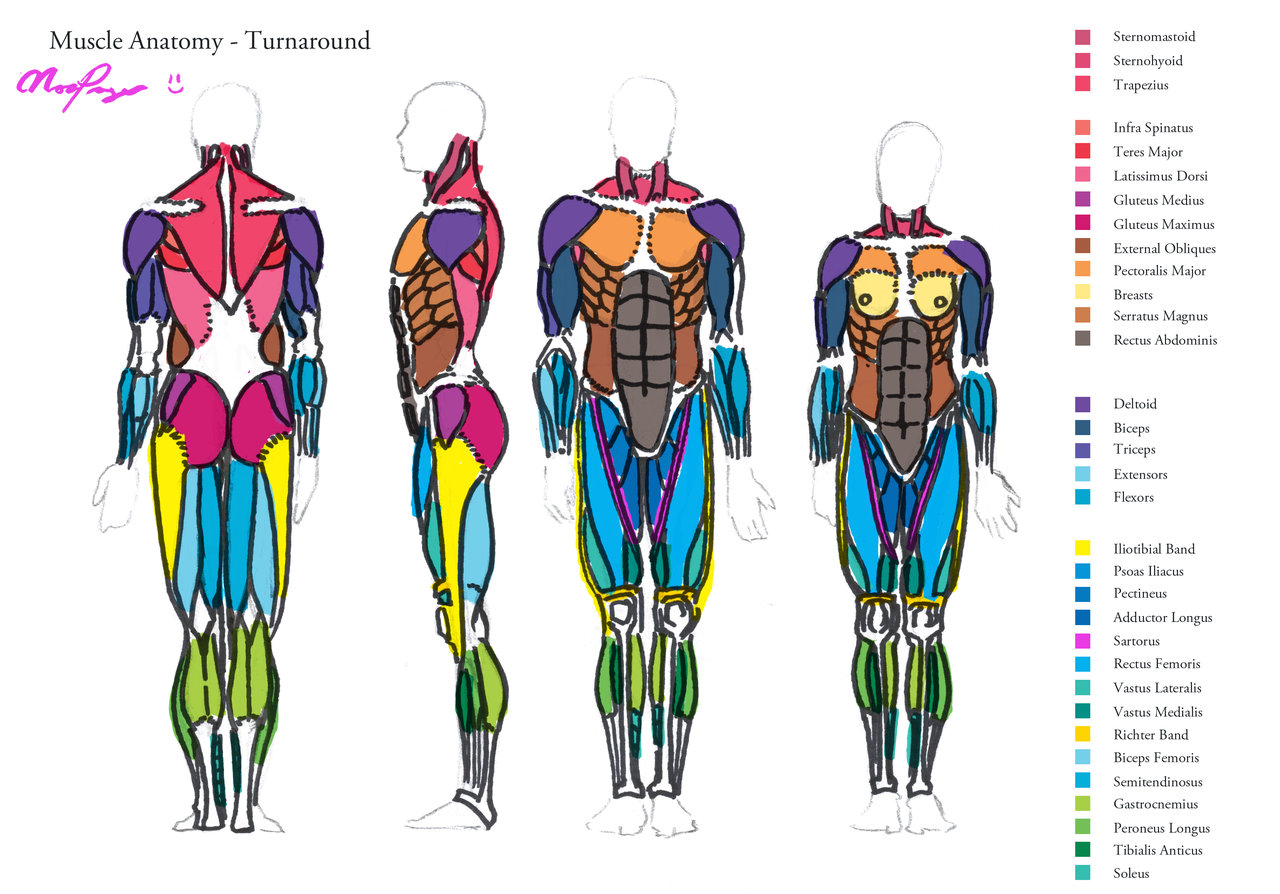 Muscle Anatomy - Turnaround
Sternomastoid
Sternohyoid
Trapezius
Infra Spinatus
Teres Major
Latissimus Dorsi
Gluteus Medius
Gluteus Maximus
External Obliques
Pectoralis Major
Breasts
Serratus Magnus
Rectus Abdominis
Deltoid
Biceps
Triceps
Extensors
Flexors
Iliotibial Band
Psoas Iliacus
Pectineus
Adductor Longus
Sartorus
Rectus Femoris
Vastus Lateralis
Vastus Medialis
Richter Band
Biceps Femoris
Semitendinosus
Gastrocnemius
Peroneus Longus
Tibialis Anticus
Soleus